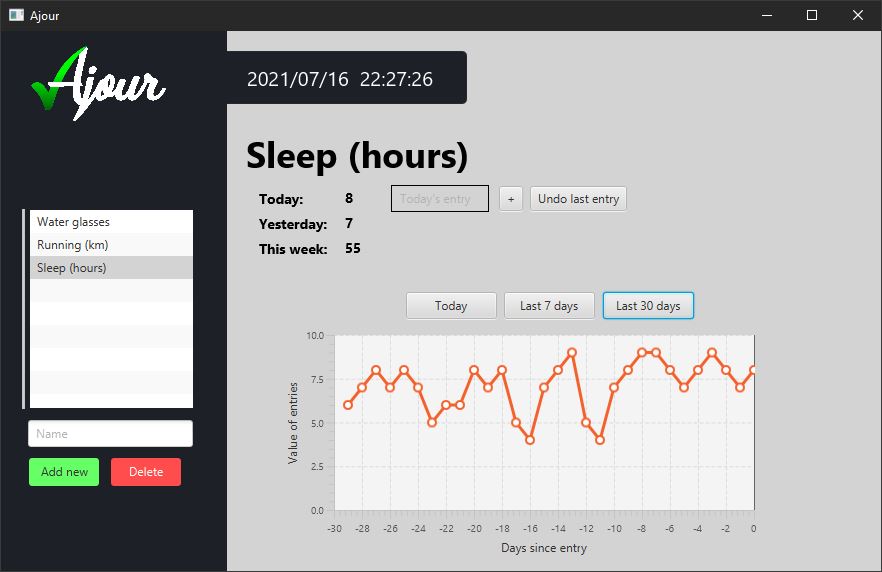 Ajour
Ajour
2021/07/16 22:27:26
Sleep (hours)
Today: 8 Today's entry + Undo last entry
Yesterday: 7
This week: 55
Water glasses
Running (km)
Sleep (hours)
Name
Add new Delete
Today Last 7 days Last 30 days
10.0
7.5
5.0
2.5
0.0
Value of entries
-30 -28 -26 -24 -22 -20 -18 -16 -14 -12 -10 -8 -6 -4 -2 0
Days since entry